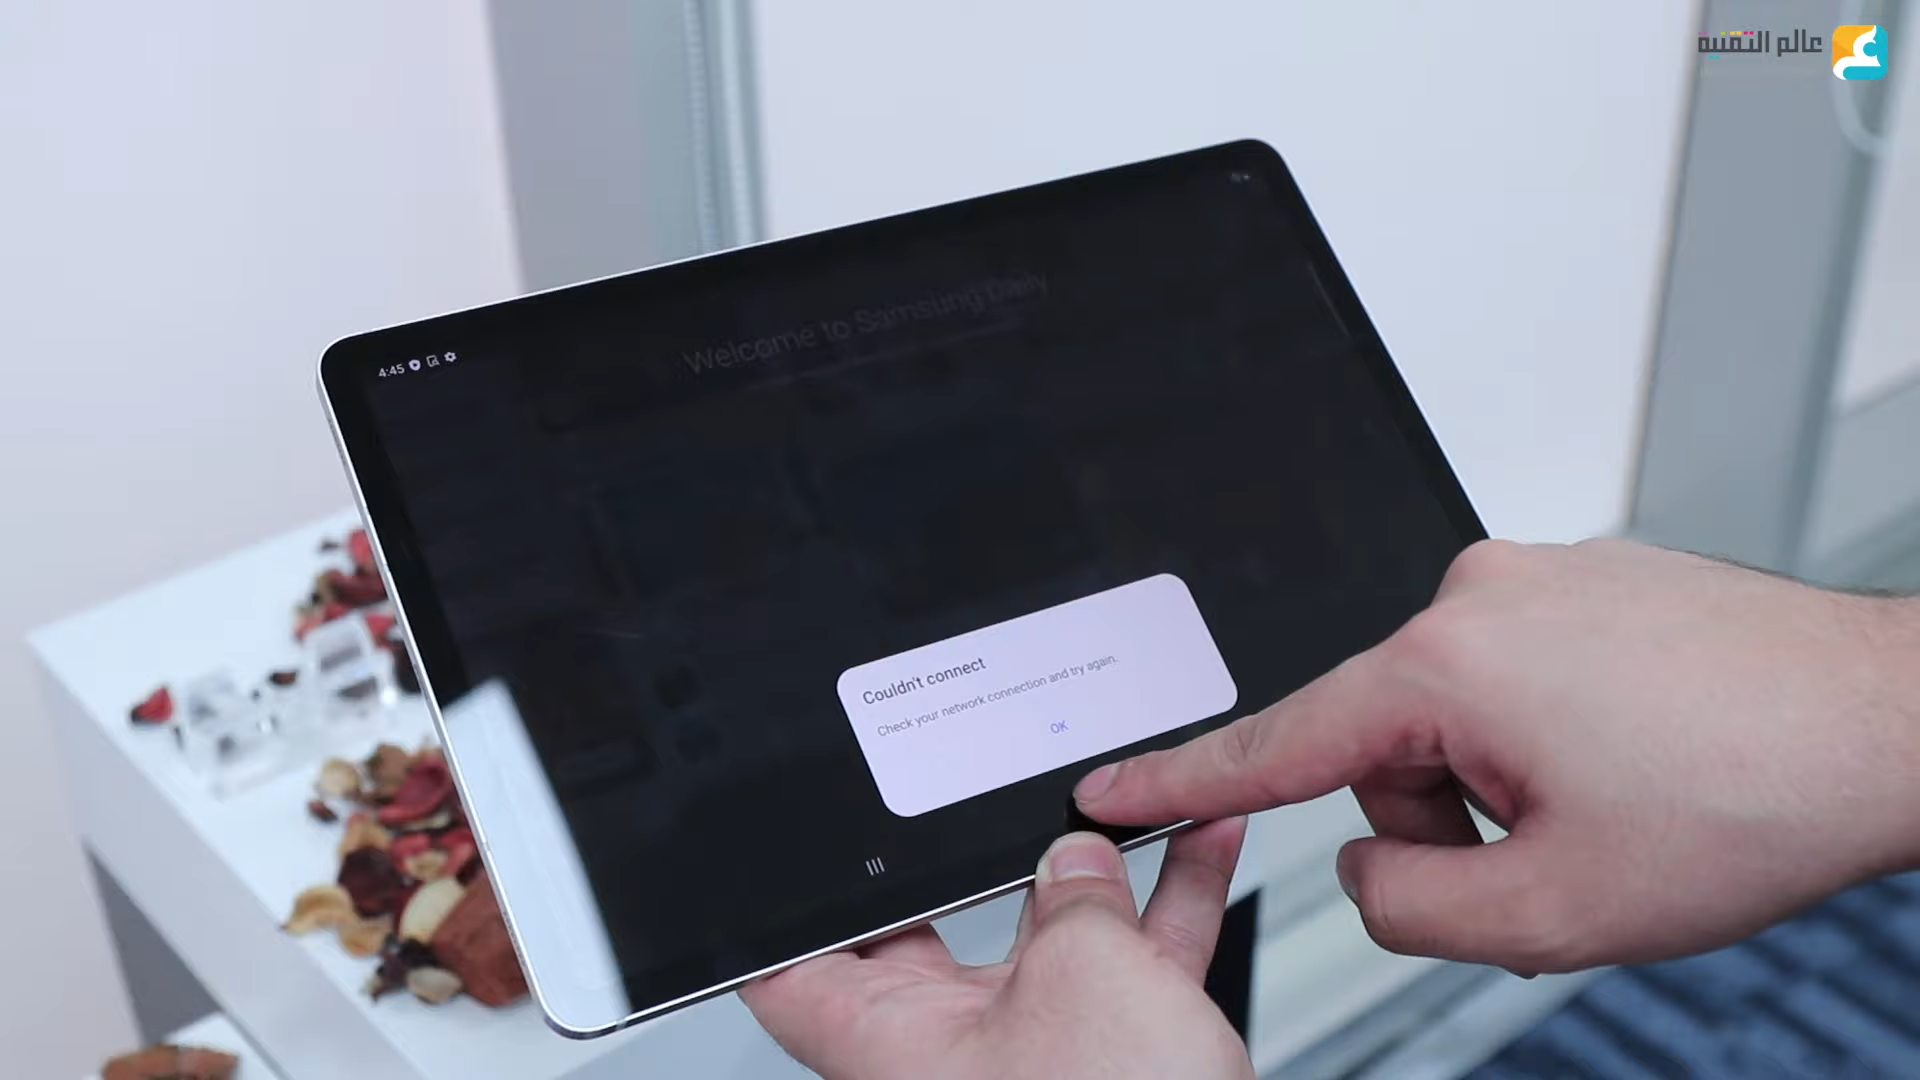 عالم التقنية
4:45
Welcome to Samsung Daily
Couldn't connect
Check your network connection and try again.
OK